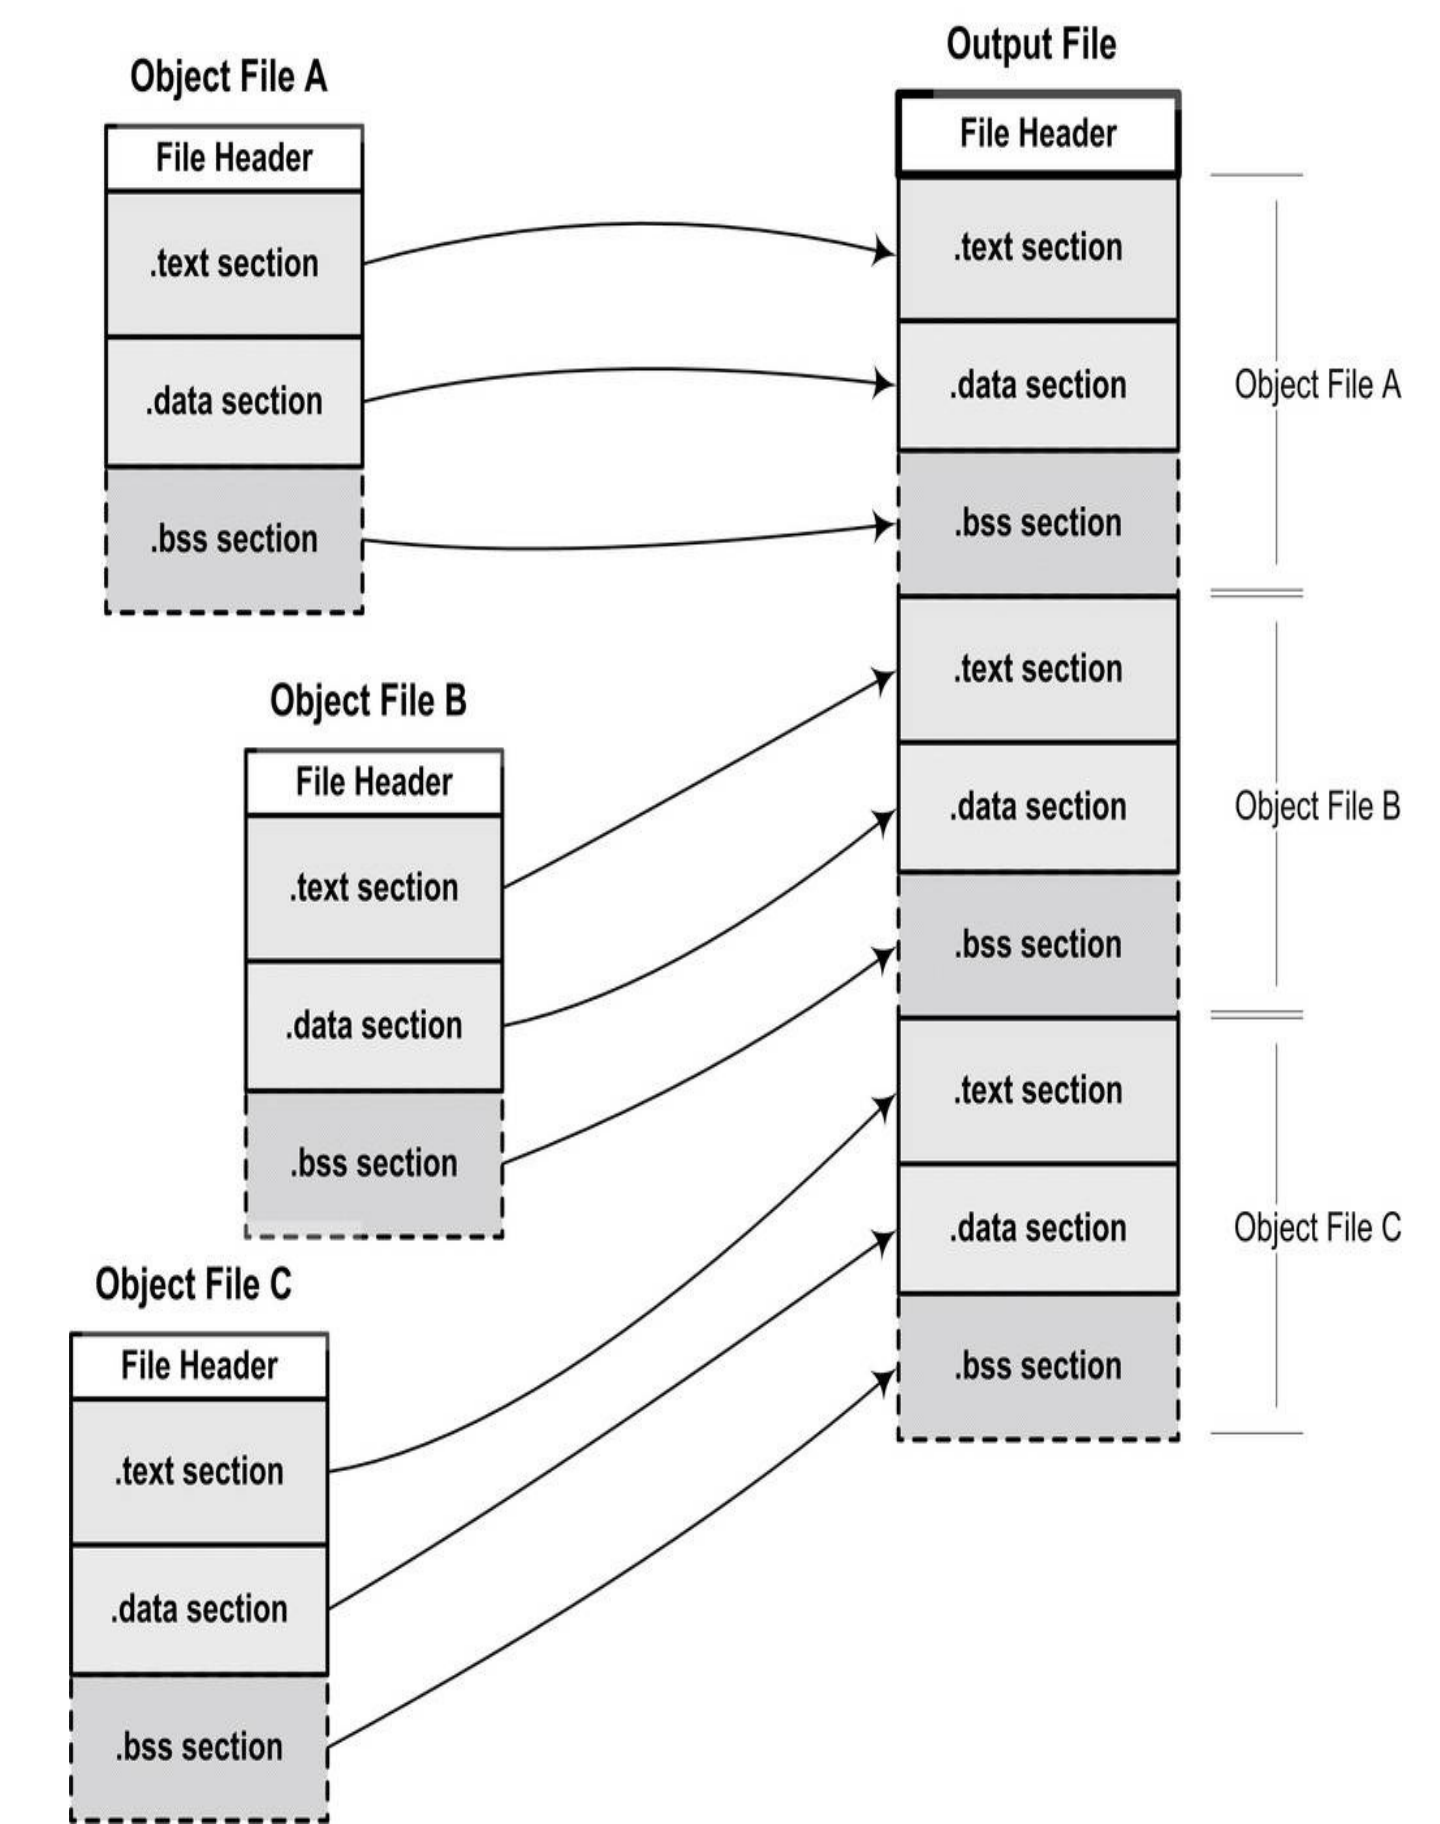 Object File A
File Header
.text section
.data section
.bss section
Object File B
File Header
.text section
.data section
.bss section
Object File C
File Header
.text section
.data section
.bss section
Output File
File Header
.text section
.data section
.bss section
.text section
.data section
.bss section
.text section
.data section
.bss section
Object File A
Object File B
Object File C